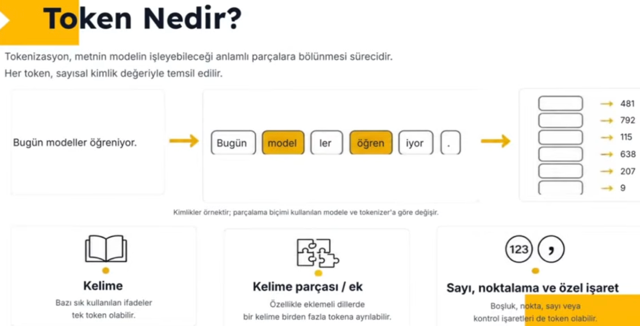 Token Nedir?
Tokenizasyon, metnin modelin işleyebileceği anlamlı parçalara bölünmesi sürecidir.
Her token, sayısal kimlik değeriyle temsil edilir.
Bugün modeller öğreniyor.
Bugün model ler öğren iyor .
481
792
115
638
207
9
Kimlikler örnektir; parçalama biçimi kullanılan modele ve tokenizer'a göre değişir.
Kelime
Bazı sık kullanılan ifadeler
tek token olabilir.
Kelime parçası / ek
Özellikle eklemeli dillerde
bir kelime birden fazla tokena ayrılabilir.
123 ,
Sayı, noktalama ve özel işaret
Boşluk, nokta, sayı veya
kontrol işaretleri de token olabilir.